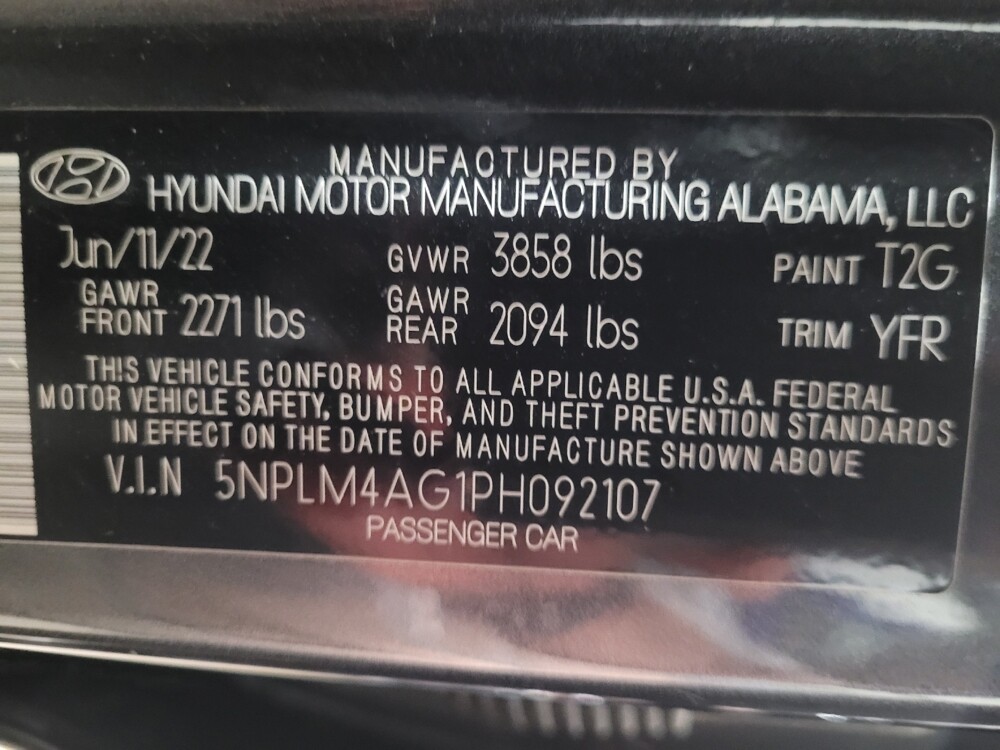 MANUFACTURED BY
HYUNDAI MOTOR MANUFACTURING ALABAMA, LLC
Jun/11/22 GVWR 3858 lbs PAINT T2G
GAWR FRONT 2271 lbs GAWR REAR 2094 lbs TRIM YFR
THIS VEHICLE CONFORMS TO ALL APPLICABLE U.S.A. FEDERAL
MOTOR VEHICLE SAFETY, BUMPER, AND THEFT PREVENTION STANDARDS
IN EFFECT ON THE DATE OF MANUFACTURE SHOWN ABOVE
V.I.N 5NPLM4AG1PH092107
PASSENGER CAR